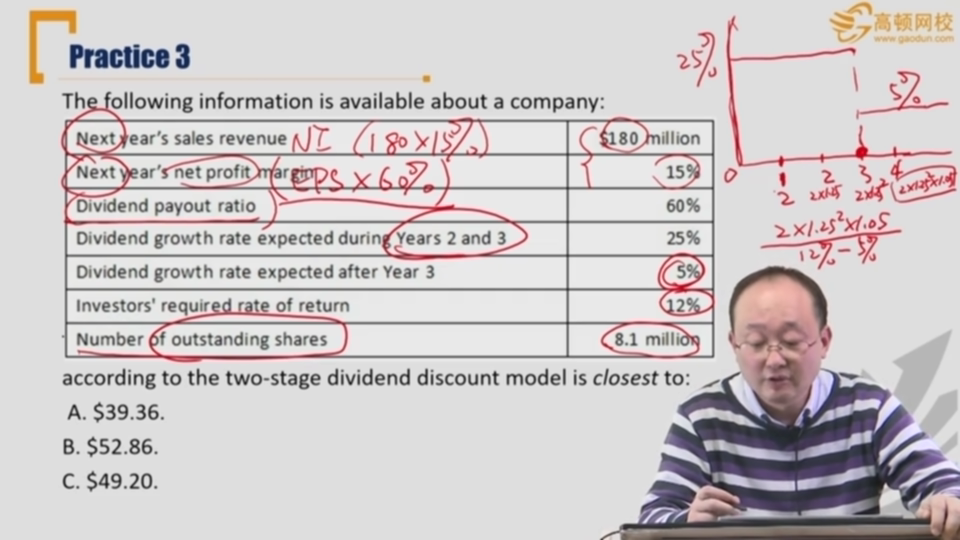 高顿网校
www.gaodun.com
Practice 3
The following information is available about a company:
Next year's sales revenue NI (180×15%) $180 million
Next year's net profit margin (EPS×60%) 15%
Dividend payout ratio 60%
Dividend growth rate expected during Years 2 and 3 25%
Dividend growth rate expected after Year 3 5%
Investors' required rate of return 12%
Number of outstanding shares 8.1 million
according to the two-stage dividend discount model is closest to:
A. $39.36.
B. $52.86.
C. $49.20.
25%
5%
0 1 2 3 4
2 2×1.25 2×1.25² 2×1.25²×1.05
2×1.25²×1.05
12%-5%